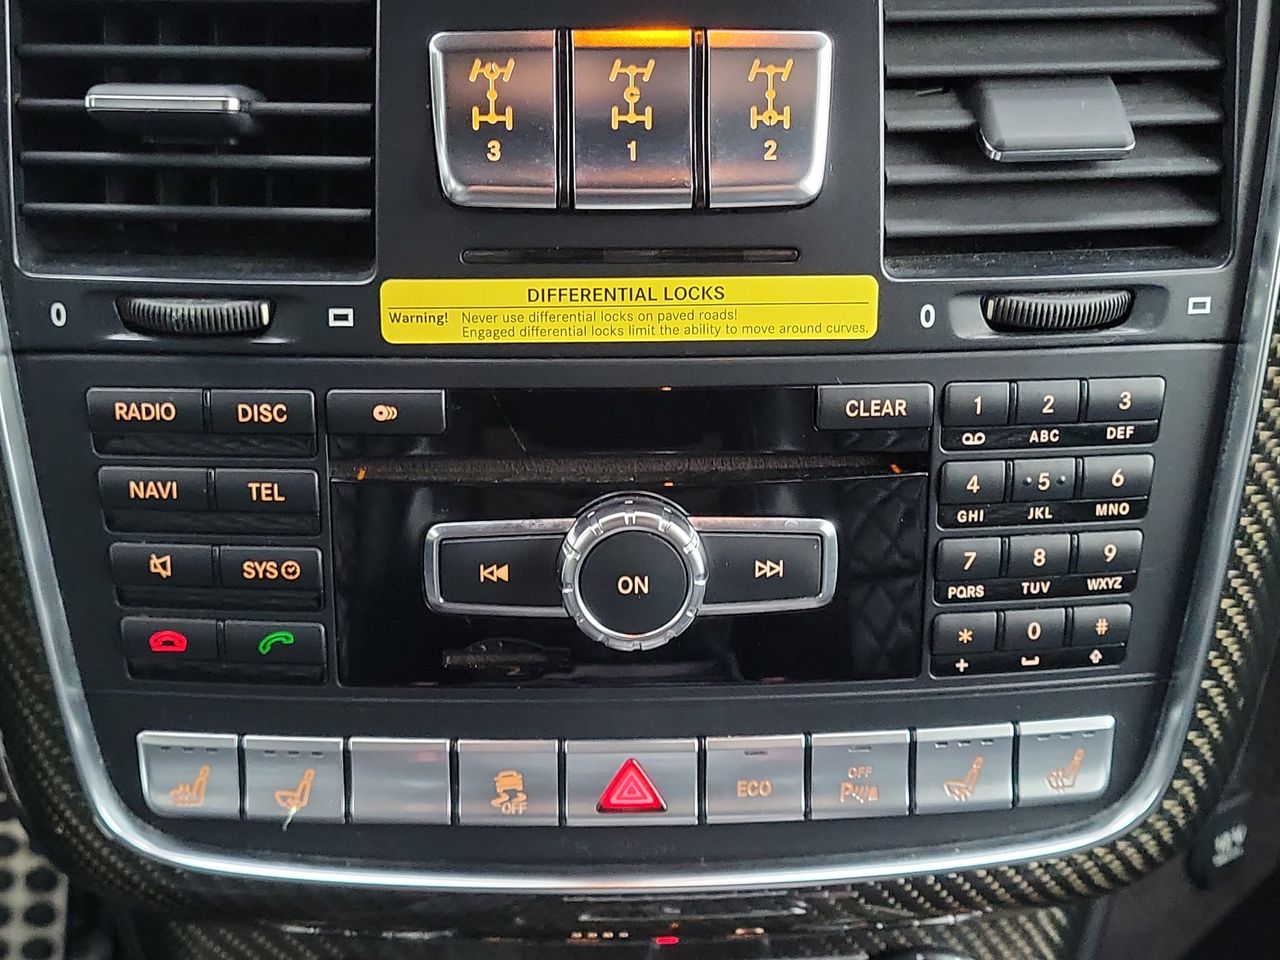 3 1 2
0 0
DIFFERENTIAL LOCKS
Warning! Never use differential locks on paved roads!
Engaged differential locks limit the ability to move around curves.
RADIO DISC CLEAR 1 2 3
ABC DEF
NAVI TEL 4 5 6
GHI JKL MNO
SYS 7 8 9
ON
PQRS TUV WXYZ
* 0 #
+
OFF ECO OFF